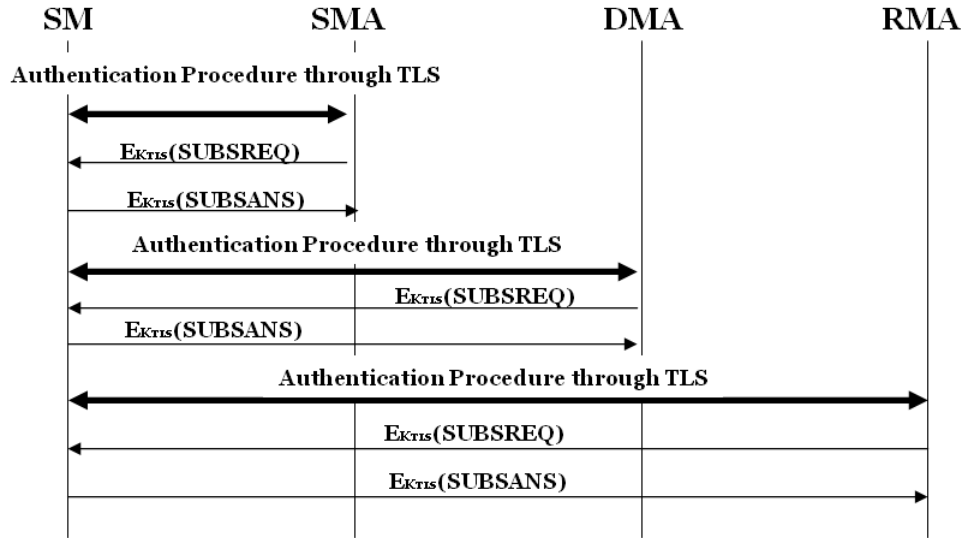 SM SMA DMA RMA
Authentication Procedure through TLS
EKTLS(SUBSREQ)
EKTLS(SUBSANS)
Authentication Procedure through TLS
EKTLS(SUBSREQ)
EKTLS(SUBSANS)
Authentication Procedure through TLS
EKTLS(SUBSREQ)
EKTLS(SUBSANS)